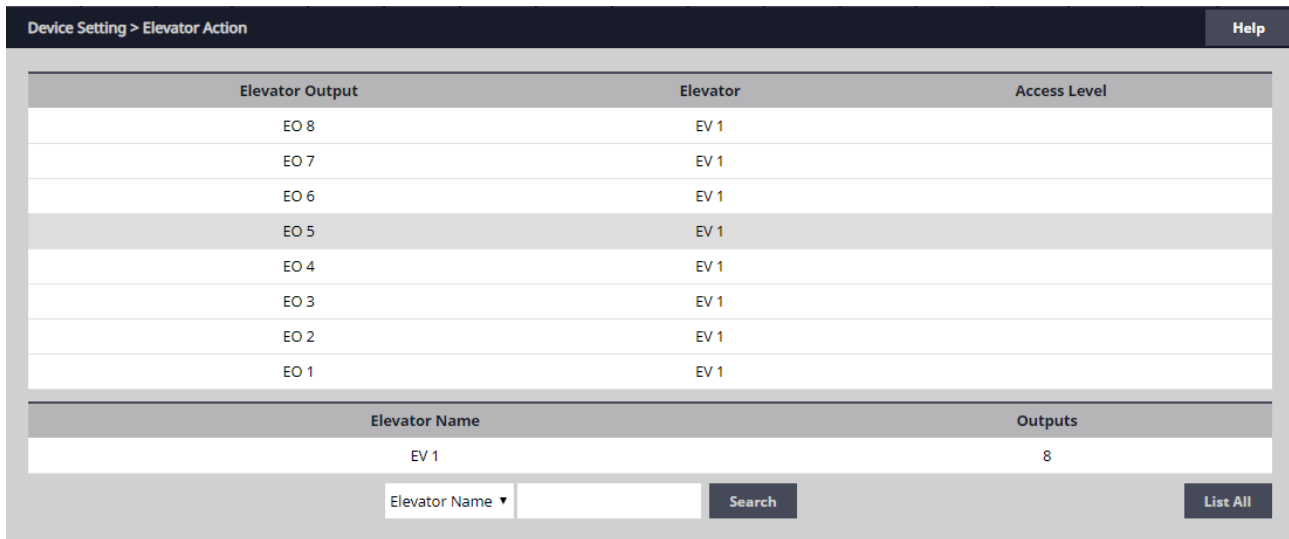 Device Setting > Elevator Action Help
Elevator Output Elevator Access Level
EO 8 EV 1
EO 7 EV 1
EO 6 EV 1
EO 5 EV 1
EO 4 EV 1
EO 3 EV 1
EO 2 EV 1
EO 1 EV 1
Elevator Name Outputs
EV 1 8
Elevator Name ▼ Search List All